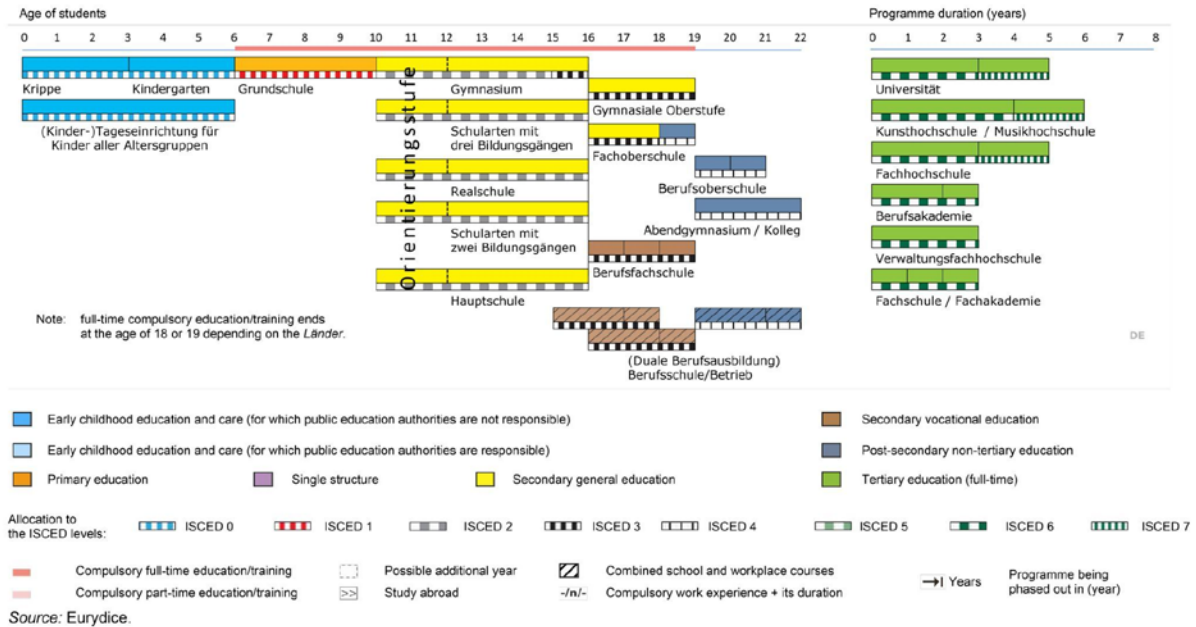 Age of students
Programme duration (years)
0 1 2 3 4 5 6 7 8 9 10 11 12 13 14 15 16 17 18 19 20 21 22
0 1 2 3 4 5 6 7 8
Krippe
Kindergarten
Grundschule
(Kinder-)Tageseinrichtung für
Kinder aller Altersgruppen
Orientierungsstufe
Gymnasium
Schularten mit
drei Bildungsgängen
Realschule
Schularten mit
zwei Bildungsgängen
Hauptschule
Gymnasiale Oberstufe
Fachoberschule
Berufsoberschule
Abendgymnasium / Kolleg
Berufsfachschule
(Duale Berufsausbildung)
Berufsschule/Betrieb
Universität
Kunsthochschule / Musikhochschule
Fachhochschule
Berufsakademie
Verwaltungsfachhochschule
Fachschule / Fachakademie
Note: full-time compulsory education/training ends
at the age of 18 or 19 depending on the Länder.
DE
Early childhood education and care (for which public education authorities are not responsible)
Secondary vocational education
Early childhood education and care (for which public education authorities are responsible)
Post-secondary non-tertiary education
Primary education
Single structure
Secondary general education
Tertiary education (full-time)
Allocation to
the ISCED levels:
ISCED 0
ISCED 1
ISCED 2
ISCED 3
ISCED 4
ISCED 5
ISCED 6
ISCED 7
Compulsory full-time education/training
Possible additional year
Combined school and workplace courses
Years
Programme being
phased out in (year)
Compulsory part-time education/training
>> Study abroad
-/n/- Compulsory work experience + its duration
Source: Eurydice.